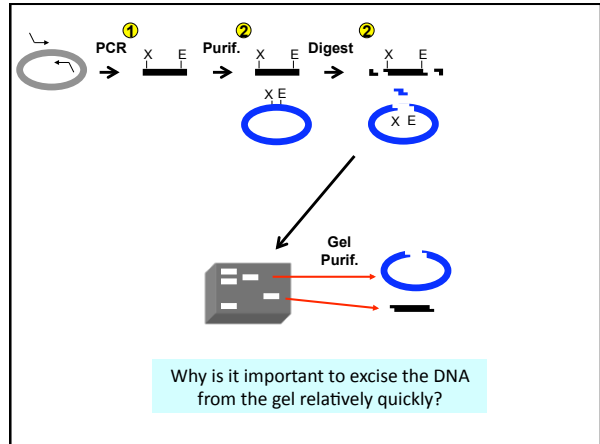 1 2 2
PCR Purif. Digest
X E X E X E
X E
X E
Gel
Purif.
Why is it important to excise the DNA
from the gel relatively quickly?